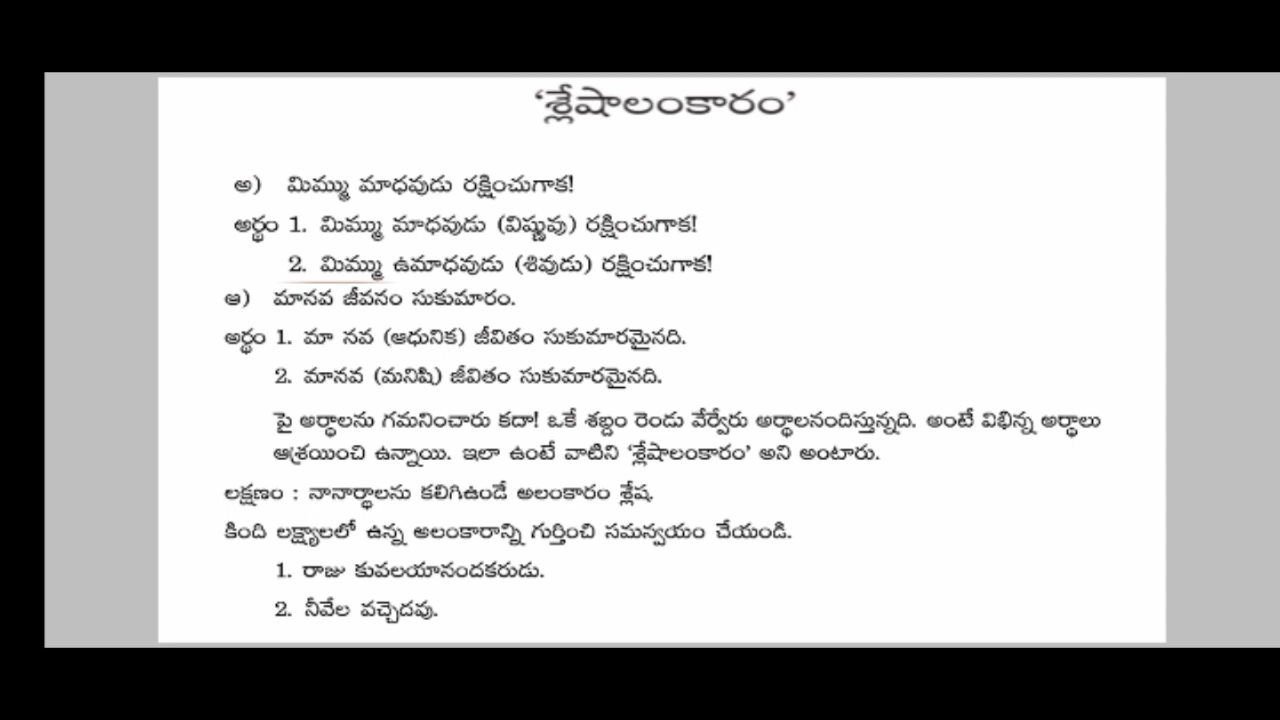 ‘శ్లేషాలంకారం’
అ) మిమ్ము మాధవుడు రక్షించుగాక!
అర్థం 1. మిమ్ము మాధవుడు (విష్ణువు) రక్షించుగాక!
2. మిమ్ము ఉమాధవుడు (శివుడు) రక్షించుగాక!
ఆ) మానవ జీవనం సుకుమారం.
అర్థం 1. మా నవ (ఆధునిక) జీవితం సుకుమారమైనది.
2. మానవ (మనిషి) జీవితం సుకుమారమైనది.
పై అర్థాలను గమనించారు కదా! ఒకే శబ్దం రెండు వేర్వేరు అర్థాలనందిస్తున్నది. అంటే విభిన్న అర్థాలు
ఆశ్రయించి ఉన్నాయి. ఇలా ఉంటే వాటిని ‘శ్లేషాలంకారం’ అని అంటారు.
లక్షణం : నానార్థాలను కలిగిఉండే అలంకారం శ్లేష.
కింది లక్ష్యాలలో ఉన్న అలంకారాన్ని గుర్తించి సమన్వయం చేయండి.
1. రాజు కువలయానందకరుడు.
2. నీవేల వచ్చెదవు.